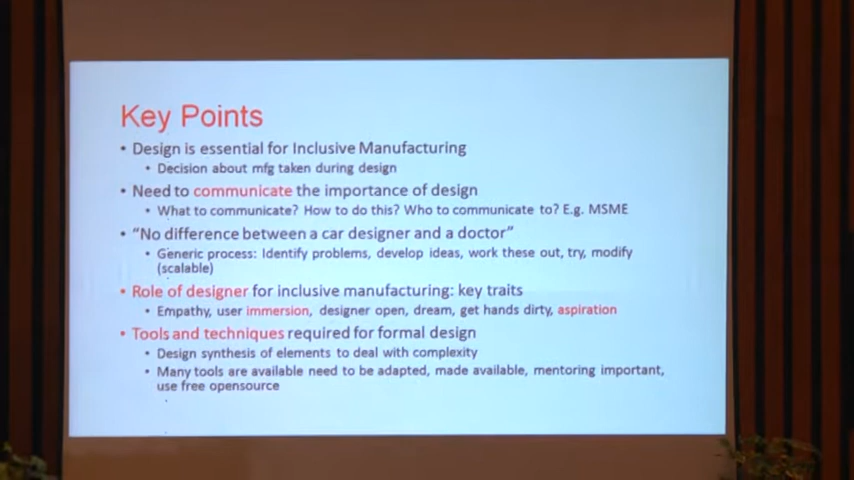 Key Points
• Design is essential for Inclusive Manufacturing
• Decision about mfg taken during design
• Need to communicate the importance of design
• What to communicate? How to do this? Who to communicate to? E.g. MSME
• “No difference between a car designer and a doctor”
• Generic process: Identify problems, develop ideas, work these out, try, modify
(scalable)
• Role of designer for inclusive manufacturing: key traits
• Empathy, user immersion, designer open, dream, get hands dirty, aspiration
• Tools and techniques required for formal design
• Design synthesis of elements to deal with complexity
• Many tools are available need to be adapted, made available, mentoring important,
use free opensource